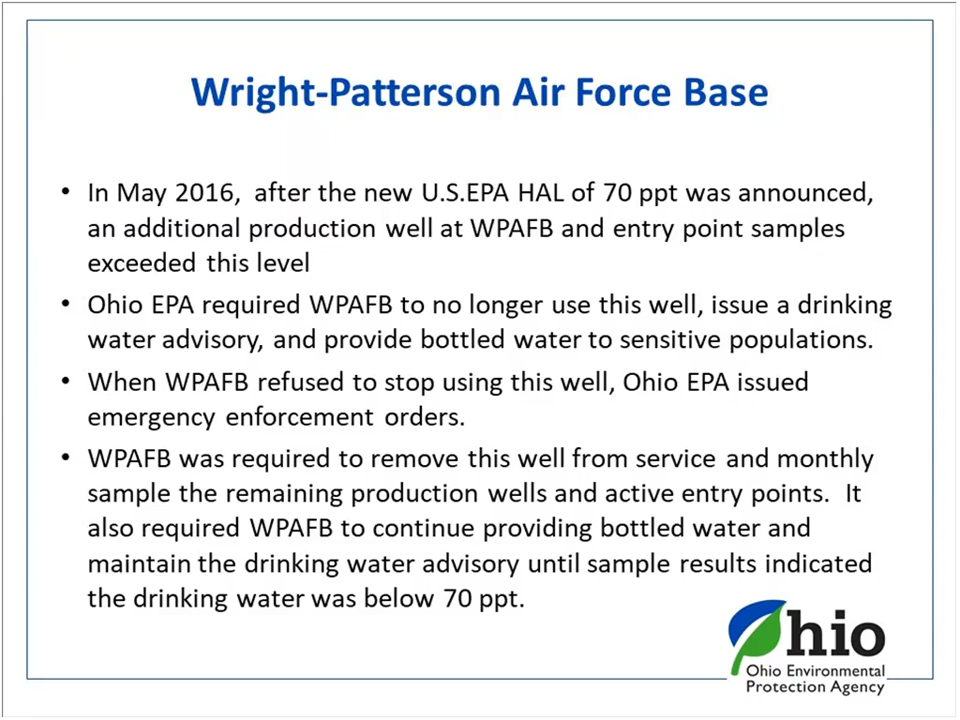 Wright-Patterson Air Force Base
• In May 2016,  after the new U.S.EPA HAL of 70 ppt was announced,
an additional production well at WPAFB and entry point samples
exceeded this level
• Ohio EPA required WPAFB to no longer use this well, issue a drinking
water advisory, and provide bottled water to sensitive populations.
• When WPAFB refused to stop using this well, Ohio EPA issued
emergency enforcement orders.
• WPAFB was required to remove this well from service and monthly
sample the remaining production wells and active entry points.  It
also required WPAFB to continue providing bottled water and
maintain the drinking water advisory until sample results indicated
the drinking water was below 70 ppt.
Ohio
Ohio Environmental
Protection Agency